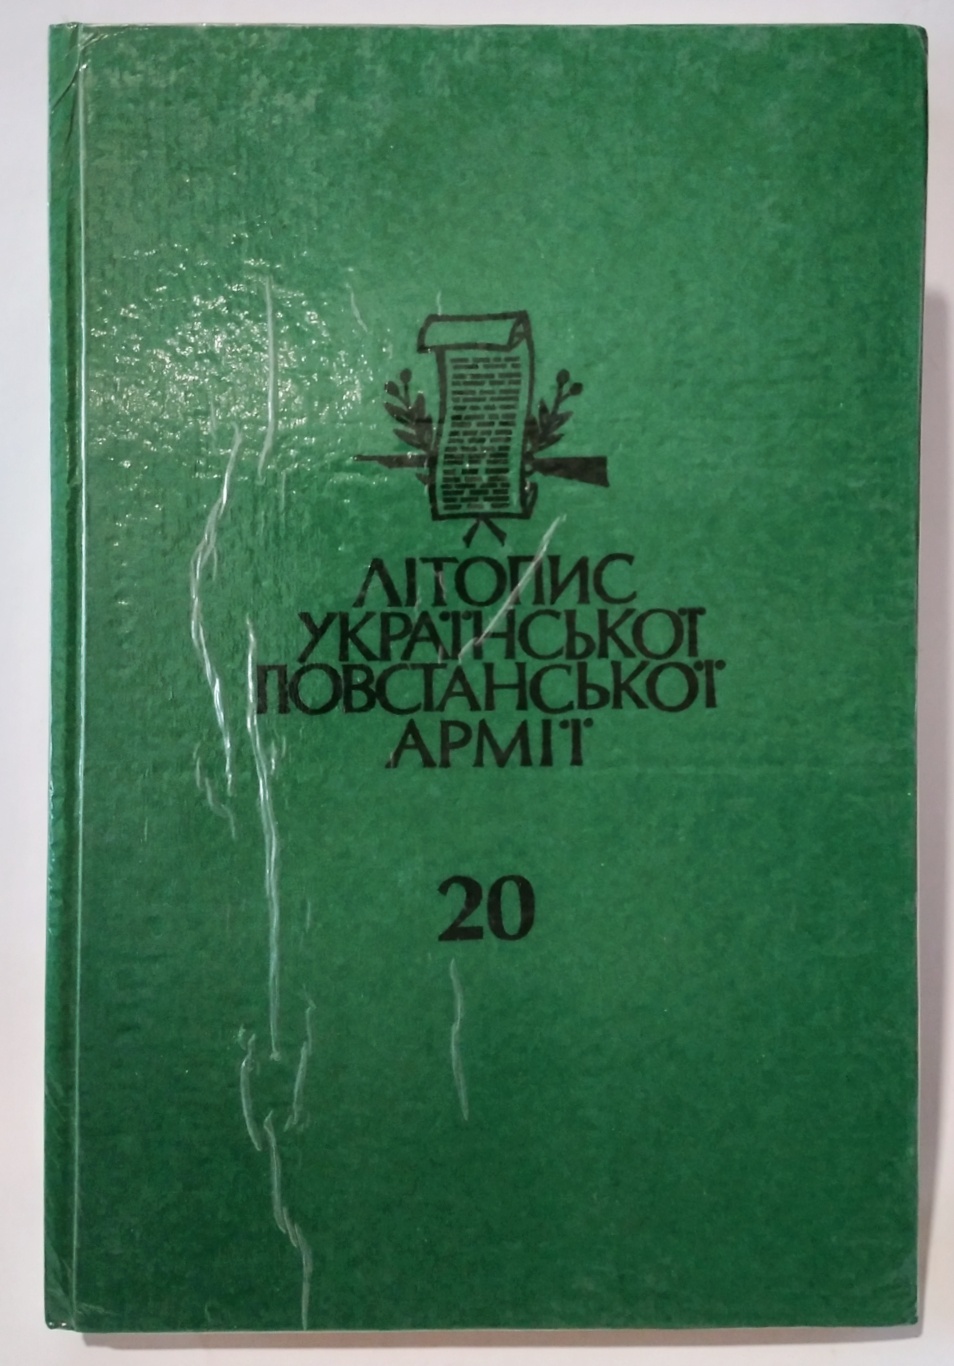 ЛІТОПИС
УКРАЇНСЬКОЇ
ПОВСТАНСЬКОЇ
АРМІЇ
20